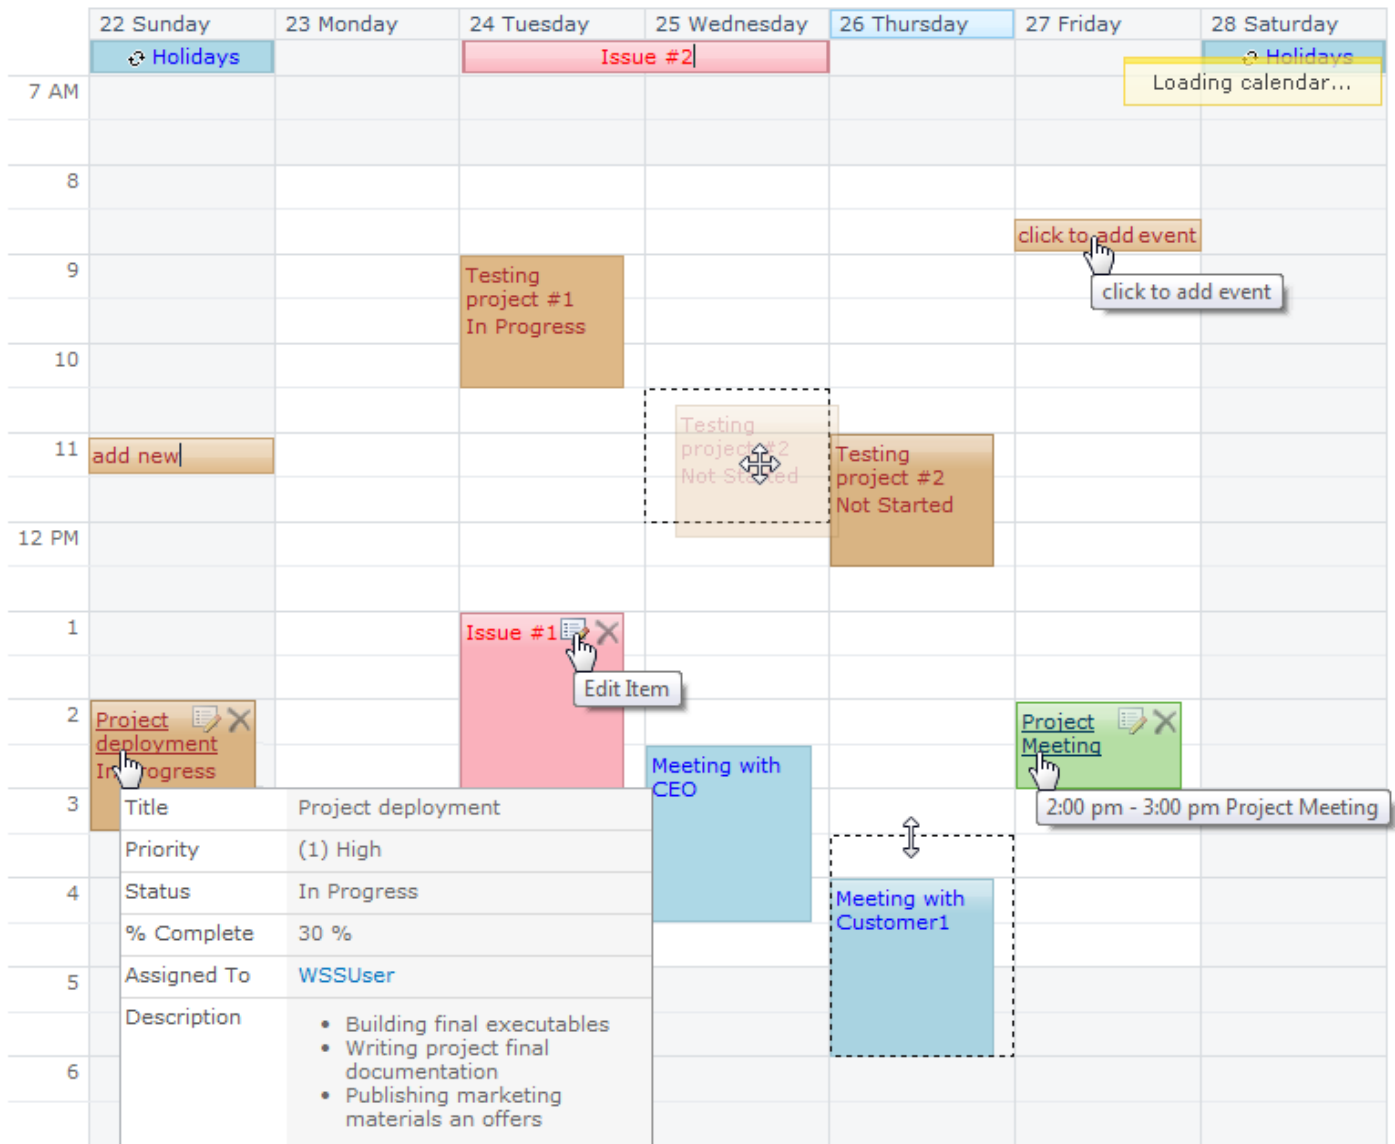 22 Sunday
23 Monday
24 Tuesday
25 Wednesday
26 Thursday
27 Friday
28 Saturday
Holidays
Issue #2
Holidays
Loading calendar...
7 AM
8
click to add event
9
Testing
project #1
In Progress
click to add event
10
Testing
project #2
Not Started
11
add new
Testing
project #2
Not Started
12 PM
1
Issue #1
Edit Item
2
Project
deployment
In Progress
Project
Meeting
Meeting with
CEO
2:00 pm - 3:00 pm Project Meeting
3
Title
Project deployment
Priority
(1) High
4
Status
In Progress
Meeting with
Customer1
% Complete
30 %
5
Assigned To
WSSUser
Description
• Building final executables
• Writing project final
documentation
6
• Publishing marketing
materials an offers